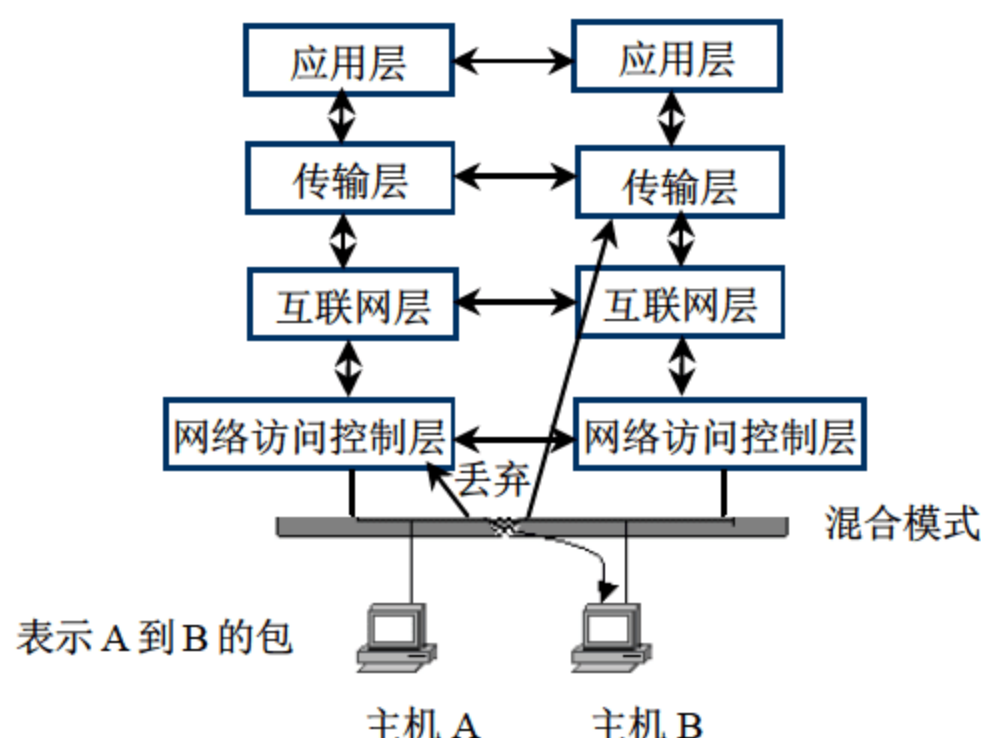 应用层
应用层
传输层
传输层
互联网层
互联网层
网络访问控制层
网络访问控制层
丢弃
混合模式
表示A到B的包
主机A
主机B